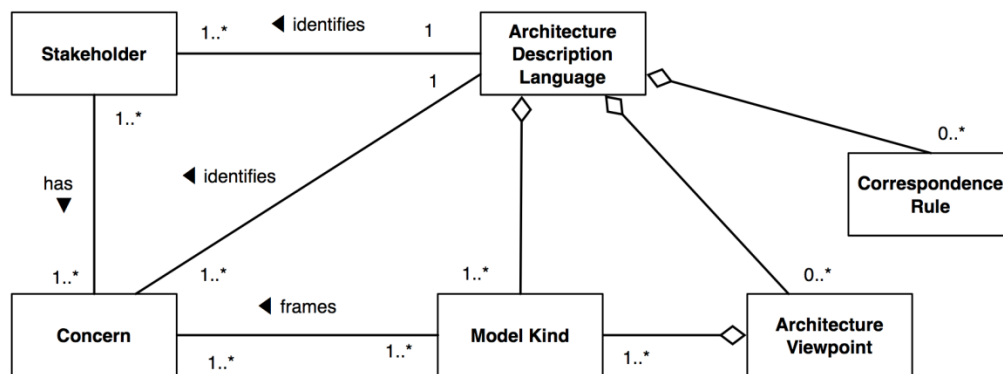 1..*
◀ identifies
1
Stakeholder
Architecture
Description
Language
1
1..*
0..*
◀ identifies
has
▼
Correspondence
Rule
1..*
1..*
1..*
0..*
◀ frames
Concern
Model Kind
Architecture
Viewpoint
1..*
1..*
1..*